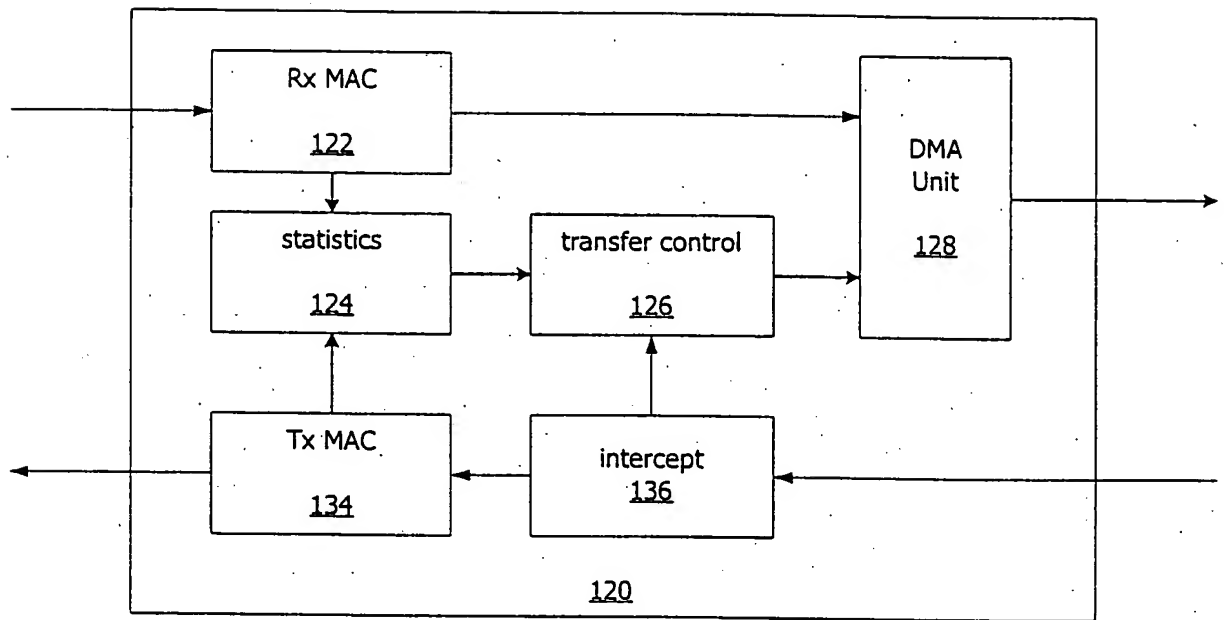 Rx MAC
122
DMA
Unit
128
statistics
124
transfer control
126
Tx MAC
134
intercept
136
120